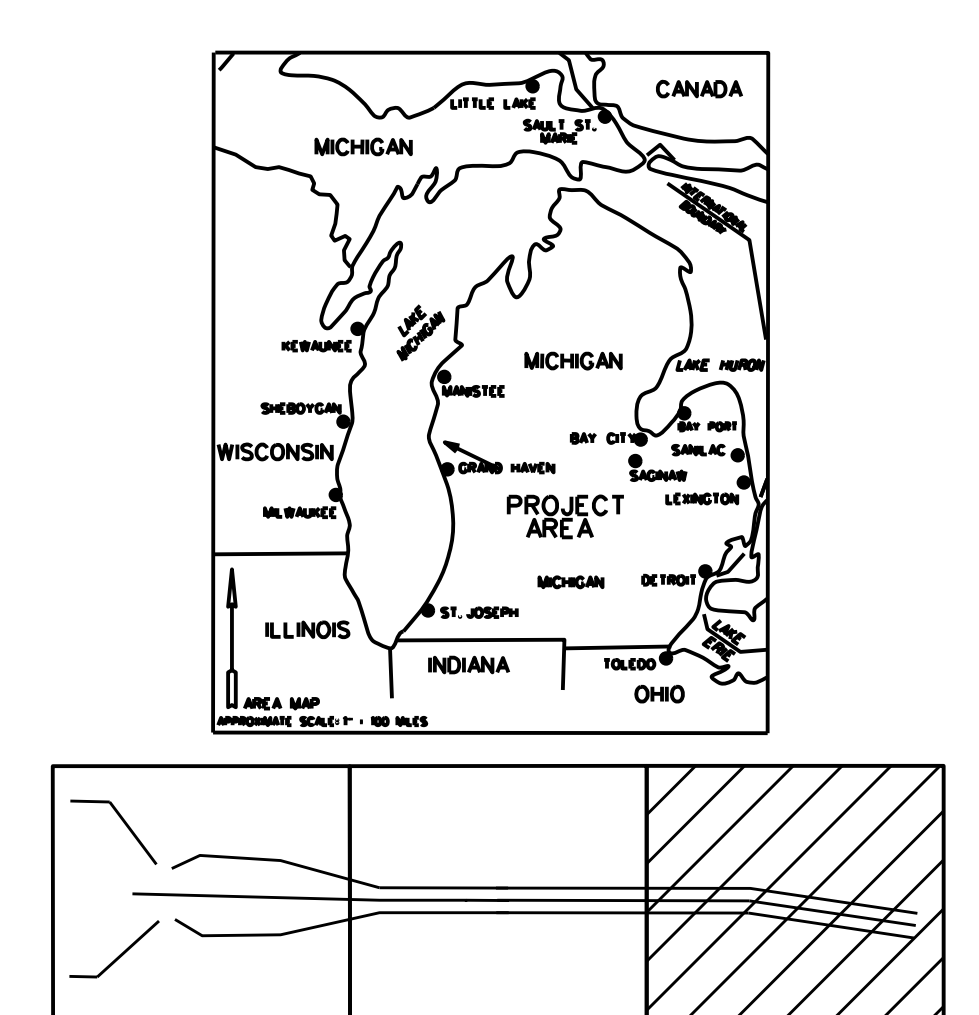 CANADA
LITTLE LAKE
SAULT ST.
MARIE
MICHIGAN
INTERNATIONAL
BOUNDARY
LAKE
MICHIGAN
KEWAUNEE
MICHIGAN
LAKE HURON
MANISTEE
SHEBOYGAN
BAY PORT
BAY CITY
WISCONSIN
SANILAC
GRAND HAVEN
SAGINAW
LEXINGTON
PROJECT
AREA
MILWAUKEE
MICHIGAN
DETROIT
ST. JOSEPH
ILLINOIS
LAKE
ERIE
INDIANA
TOLEDO
OHIO
AREA MAP
APPROXIMATE SCALE: 1" = 100 MILES